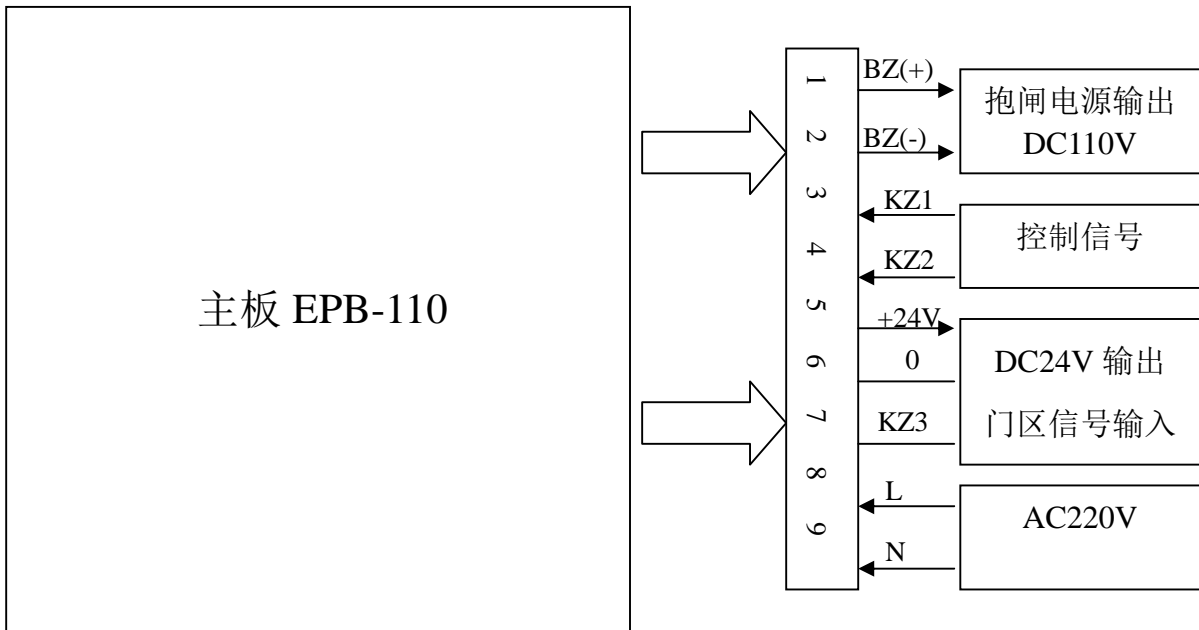 主板 EPB-110
1
2
3
4
5
6
7
8
9
BZ(+)
BZ(-)
KZ1
KZ2
+24V
0
KZ3
L
N
抱闸电源输出
DC110V
控制信号
DC24V 输出
门区信号输入
AC220V